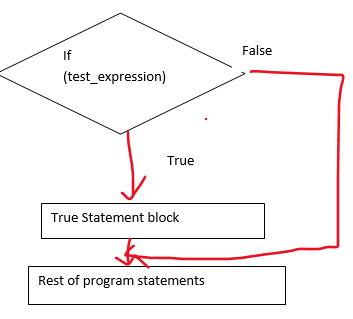 If
(test_expression)
False
True
True Statement block
Rest of program statements